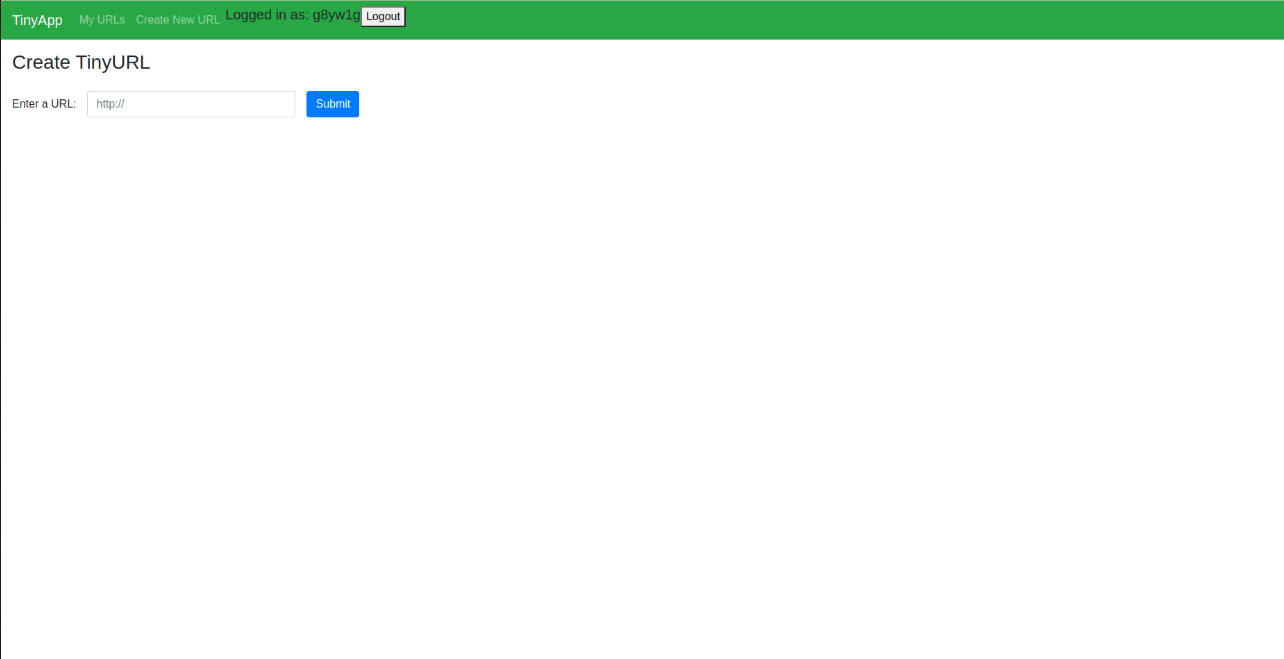 TinyApp My URLs Create New URL Logged in as: g8yw1g Logout
Create TinyURL
Enter a URL: http:// Submit